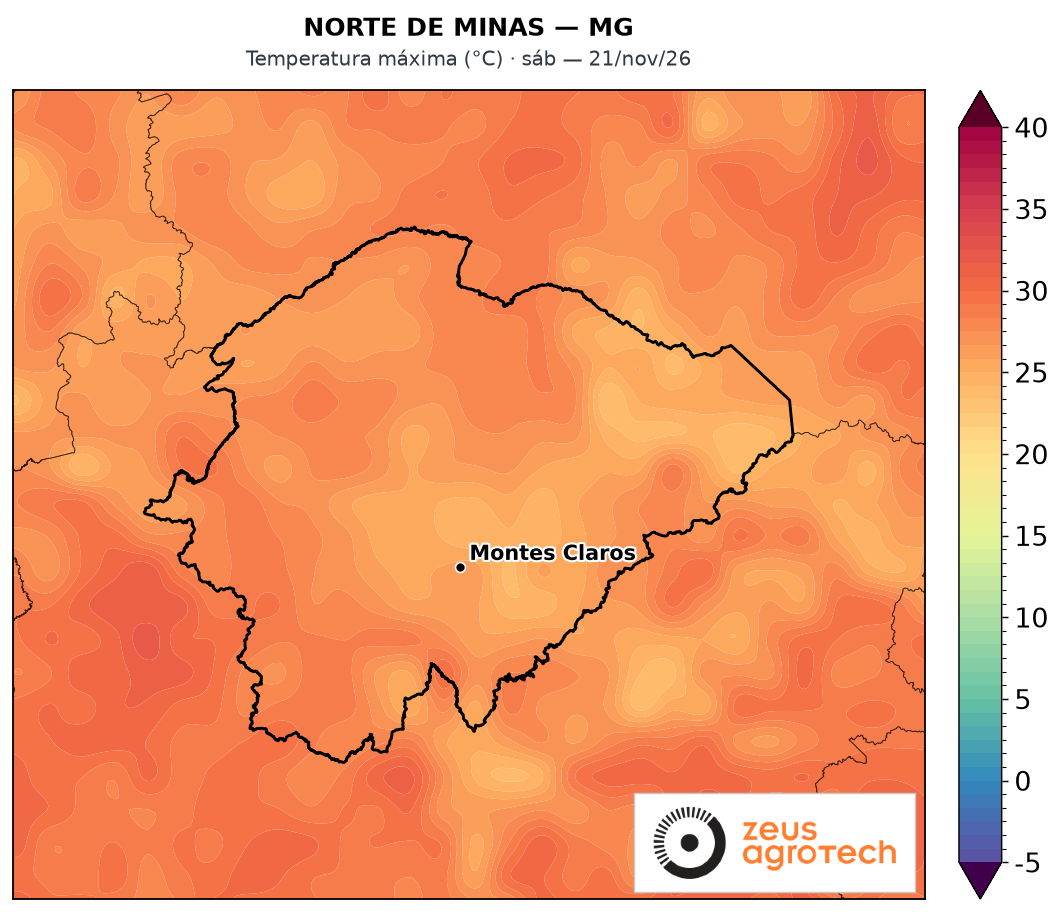 NORTE DE MINAS — MG
Temperatura máxima (°C) · sáb — 21/nov/26
40
35
30
25
20
15
10
5
0
-5
Montes Claros
zeus
agrotech